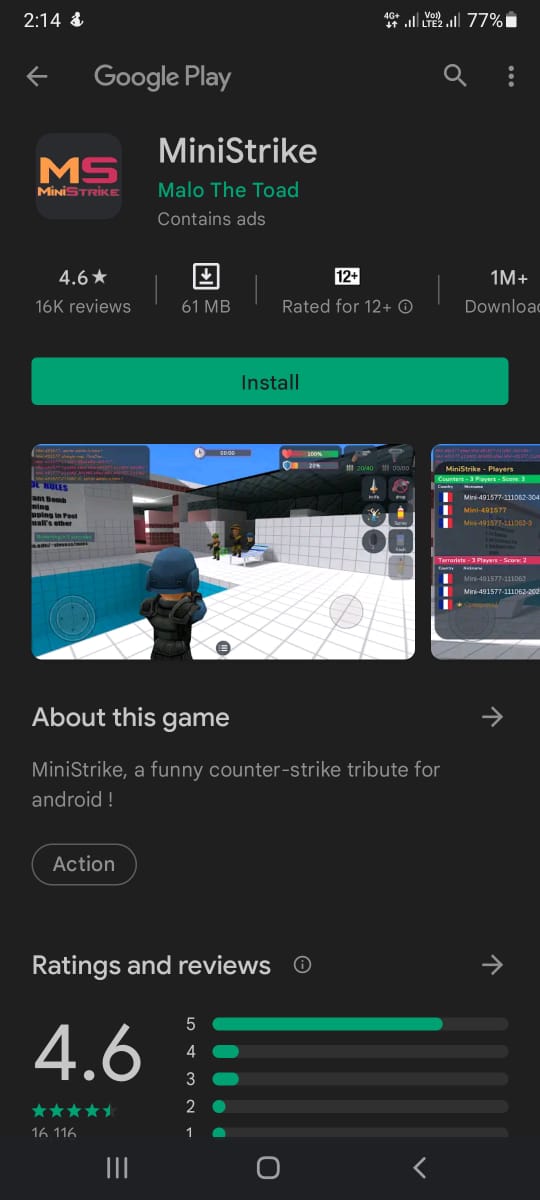 2:14
4G+ Vo)) LTE2 77%
Google Play
MS
MINISTRIKE
MiniStrike
Malo The Toad
Contains ads
4.6★
16K reviews
61 MB
12+
Rated for 12+
1M+
Downloa
Install
00:00
100%
20%
20/40
00/00
MiniStrike - Players
Counters - 3 Players - Score: 3
Country Nickname
Mini-491577-111062-304
Mini-491577
Mini-491577-111062-3
Terrorists - 3 Players - Score: 2
Country Nickname
Mini-491577-111062
Mini-491577-111062-202
About this game
MiniStrike, a funny counter-strike tribute for
android !
Action
Ratings and reviews
4.6
16,116
5
4
3
2
1